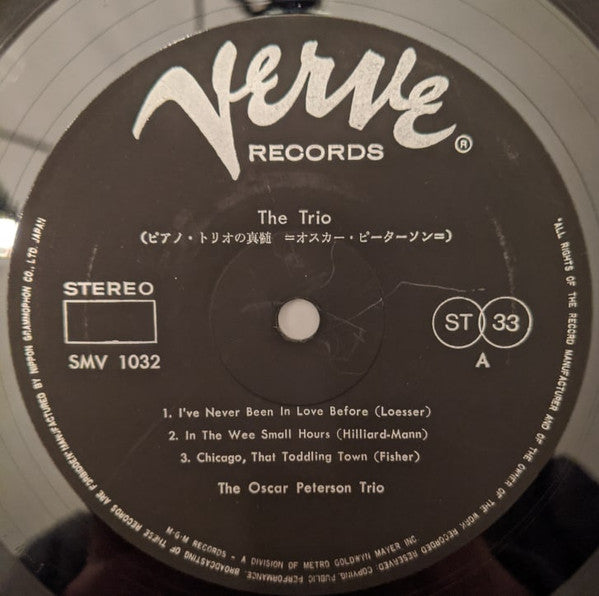 Verve
RECORDS ®
The Trio
(ピアノ・トリオの真髄 =オスカー・ピーターソン=)
STEREO
SMV 1032
ST 33
A
1. I've Never Been In Love Before (Loesser)
2. In The Wee Small Hours (Hilliard-Mann)
3. Chicago, That Toddling Town (Fisher)
The Oscar Peterson Trio
M-G-M RECORDS - A DIVISION OF METRO GOLDWYN MAYER INC.
"ALL RIGHTS OF THE RECORD MANUFACTURER AND OF THE OWNER OF THE WORK RECORDED RESERVED. COPYING, PUBLIC PERFORMANCE, BROADCASTING OF THESE RECORDS ARE FORBIDDEN" MANUFACTURED BY NIPPON GRAMMOPHON CO., LTD. JAPAN